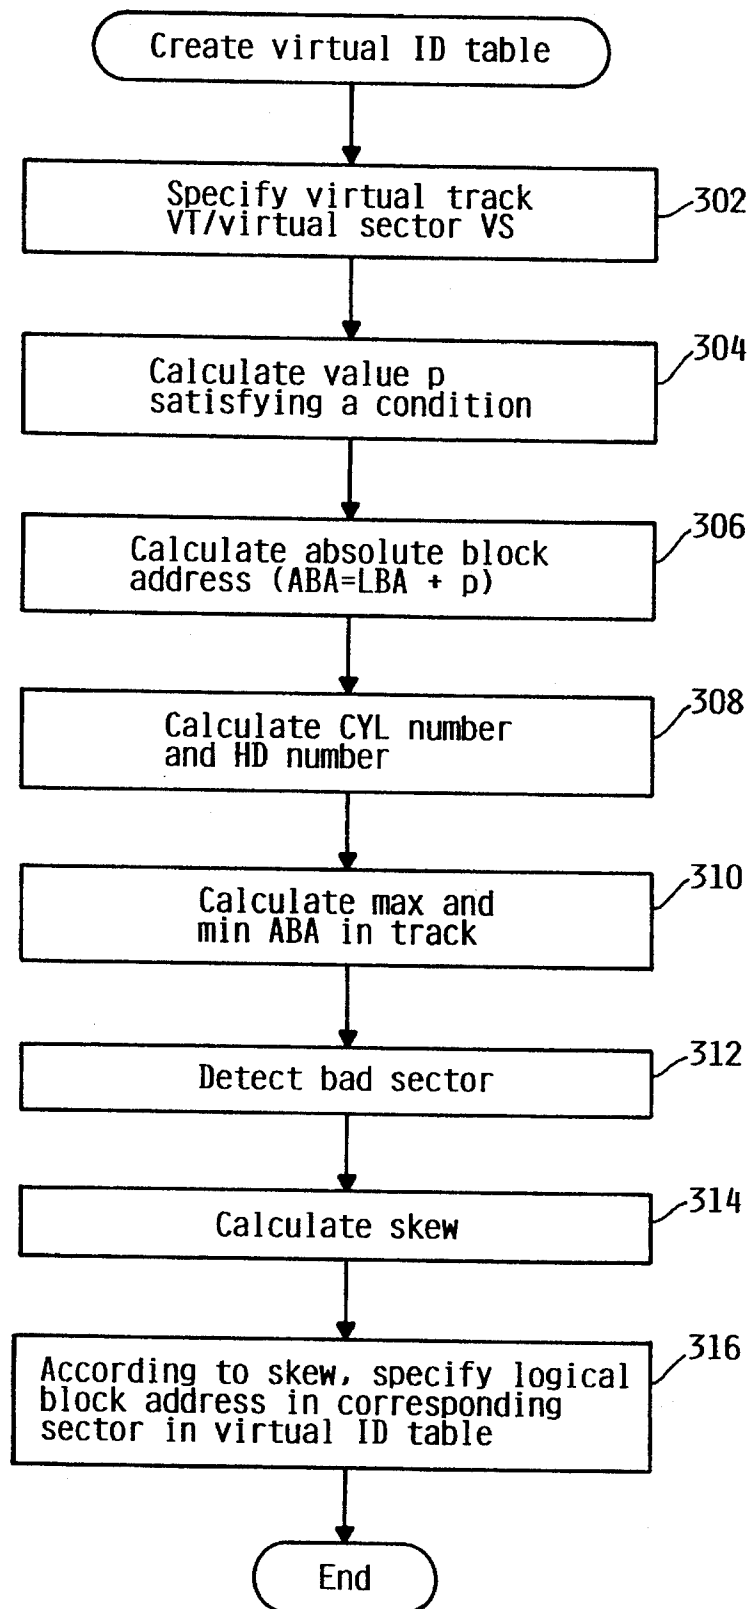 Create virtual ID table
Specify virtual track
VT/virtual sector VS
302
Calculate value p
satisfying a condition
304
Calculate absolute block
address (ABA=LBA + p)
306
Calculate CYL number
and HD number
308
Calculate max and
min ABA in track
310
Detect bad sector
312
Calculate skew
314
According to skew, specify logical
block address in corresponding
sector in virtual ID table
316
End